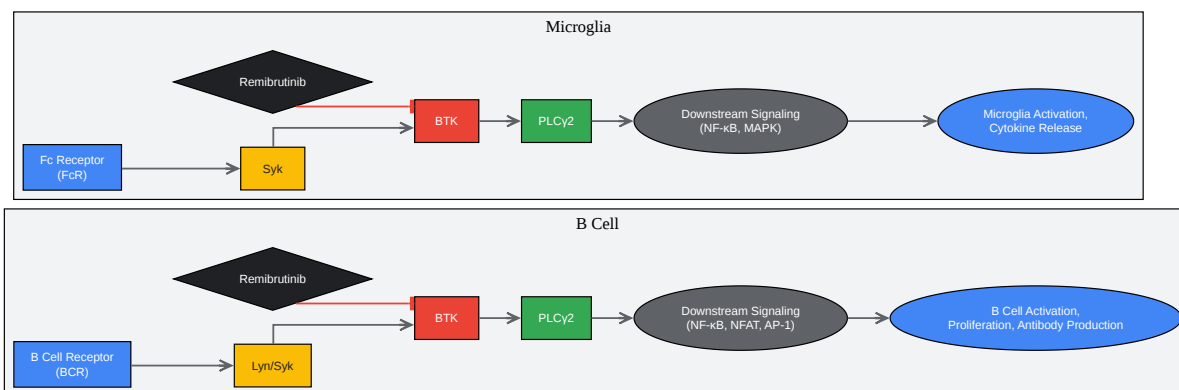 Microglia
Remibrutinib
BTK
PLCγ2
Downstream Signaling
(NF-κB, MAPK)
Microglia Activation,
Cytokine Release
Fc Receptor
(FcR)
Syk
B Cell
Remibrutinib
BTK
PLCγ2
Downstream Signaling
(NF-κB, NFAT, AP-1)
B Cell Activation,
Proliferation, Antibody Production
B Cell Receptor
(BCR)
Lyn/Syk